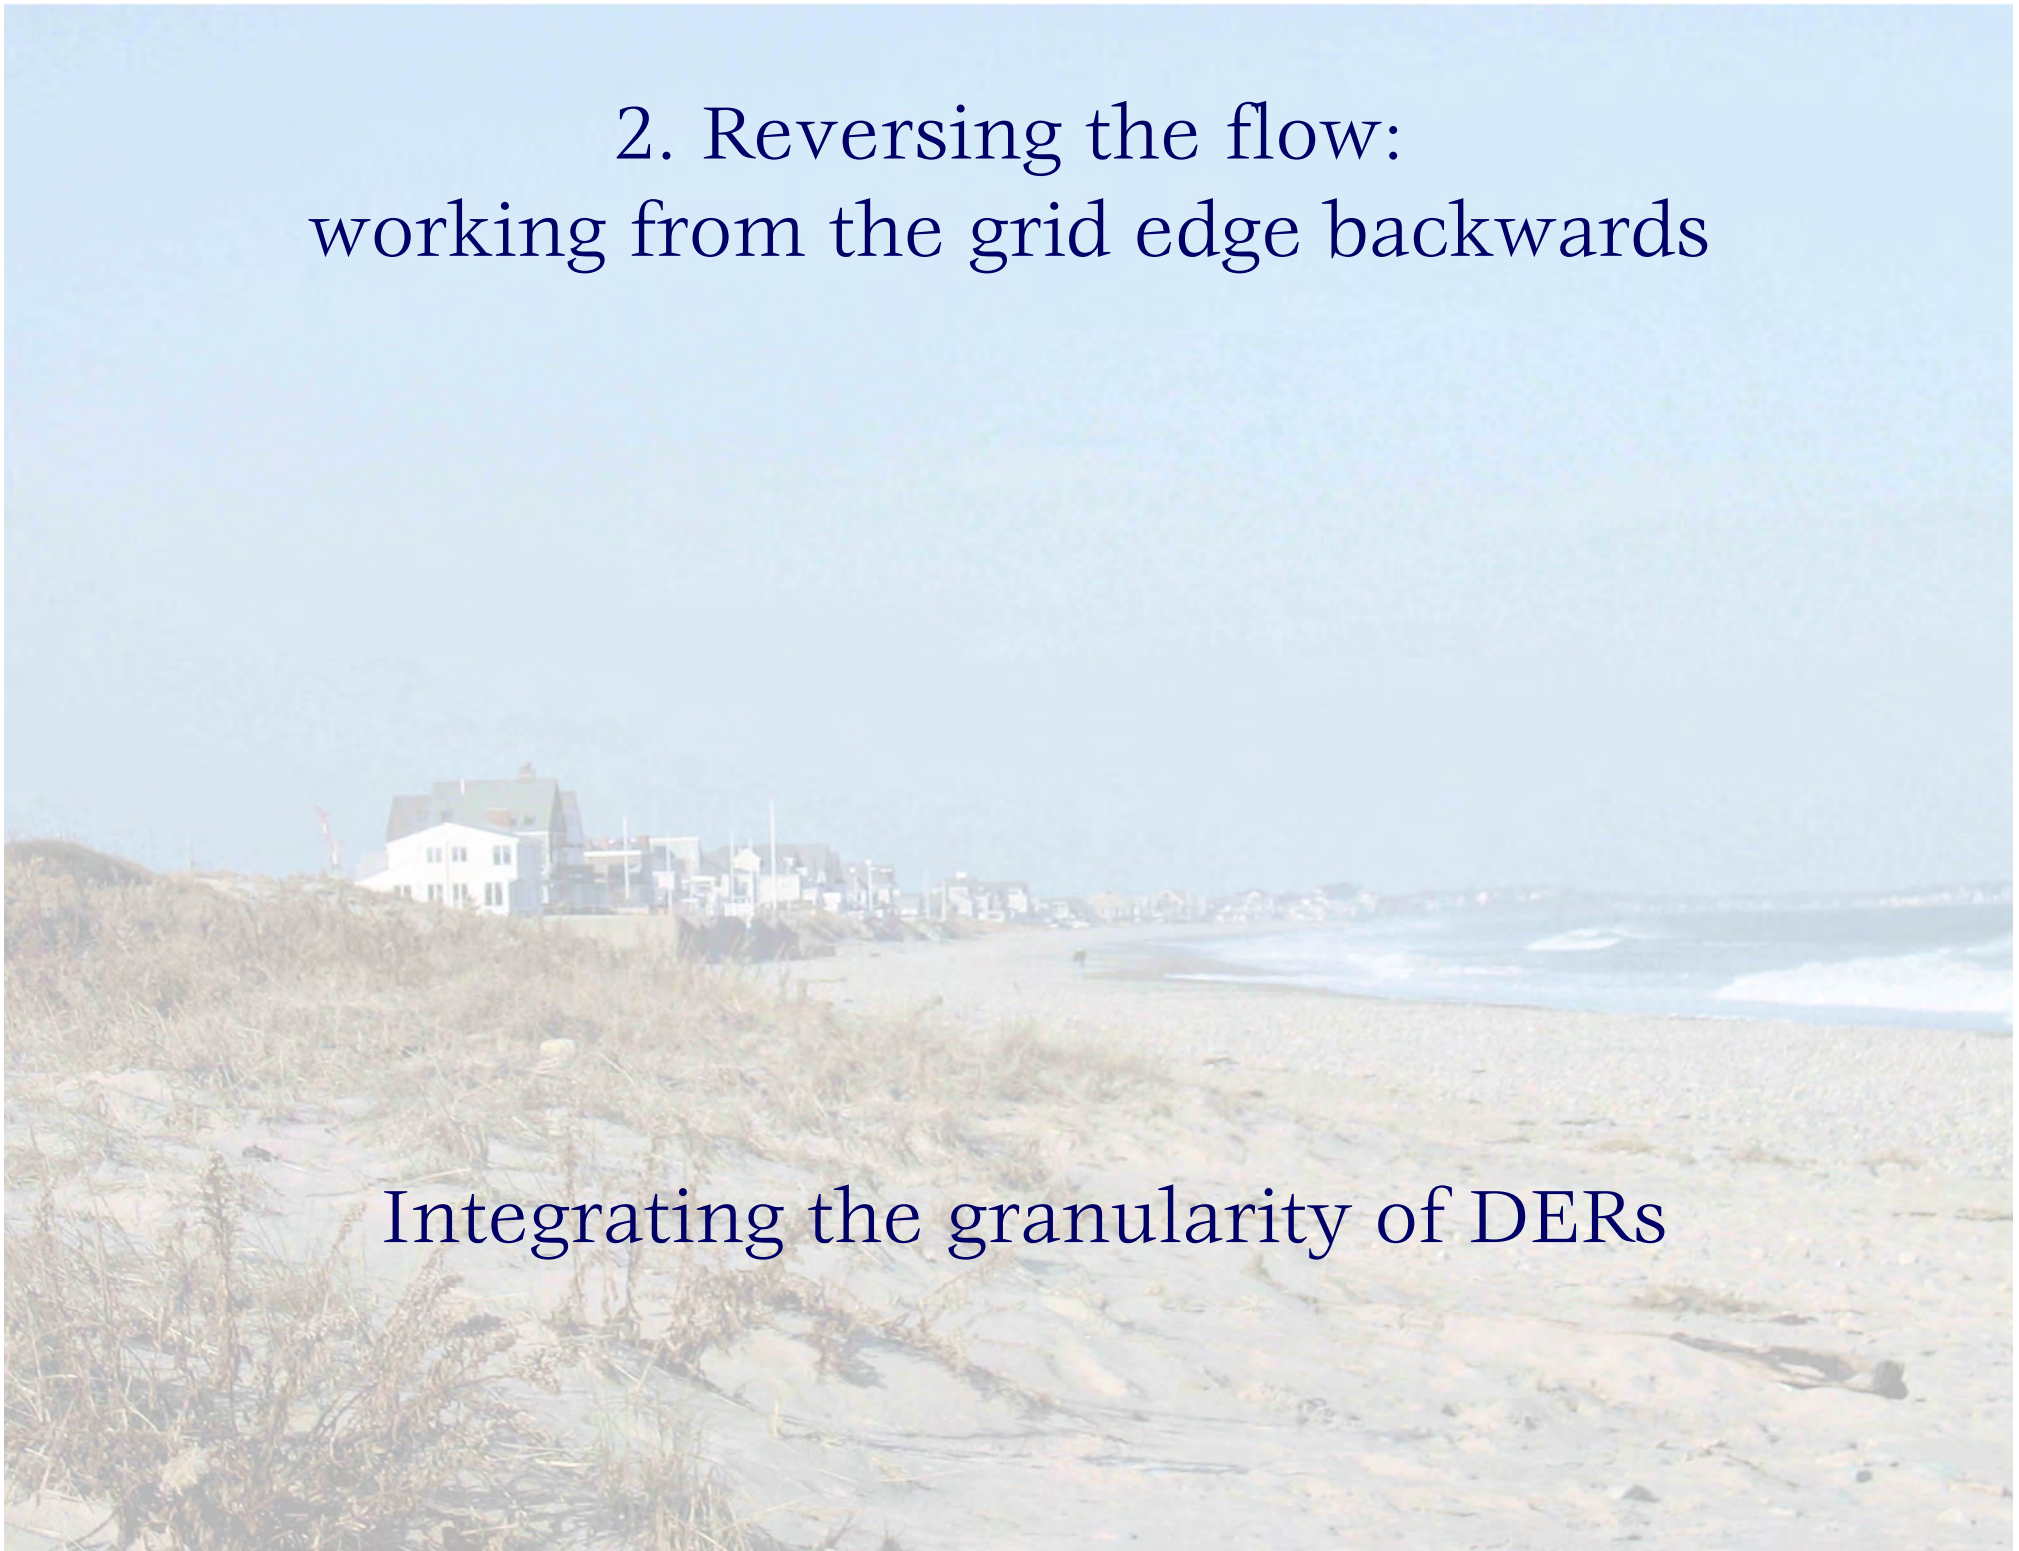 2. Reversing the flow:
working from the grid edge backwards
Integrating the granularity of DERs